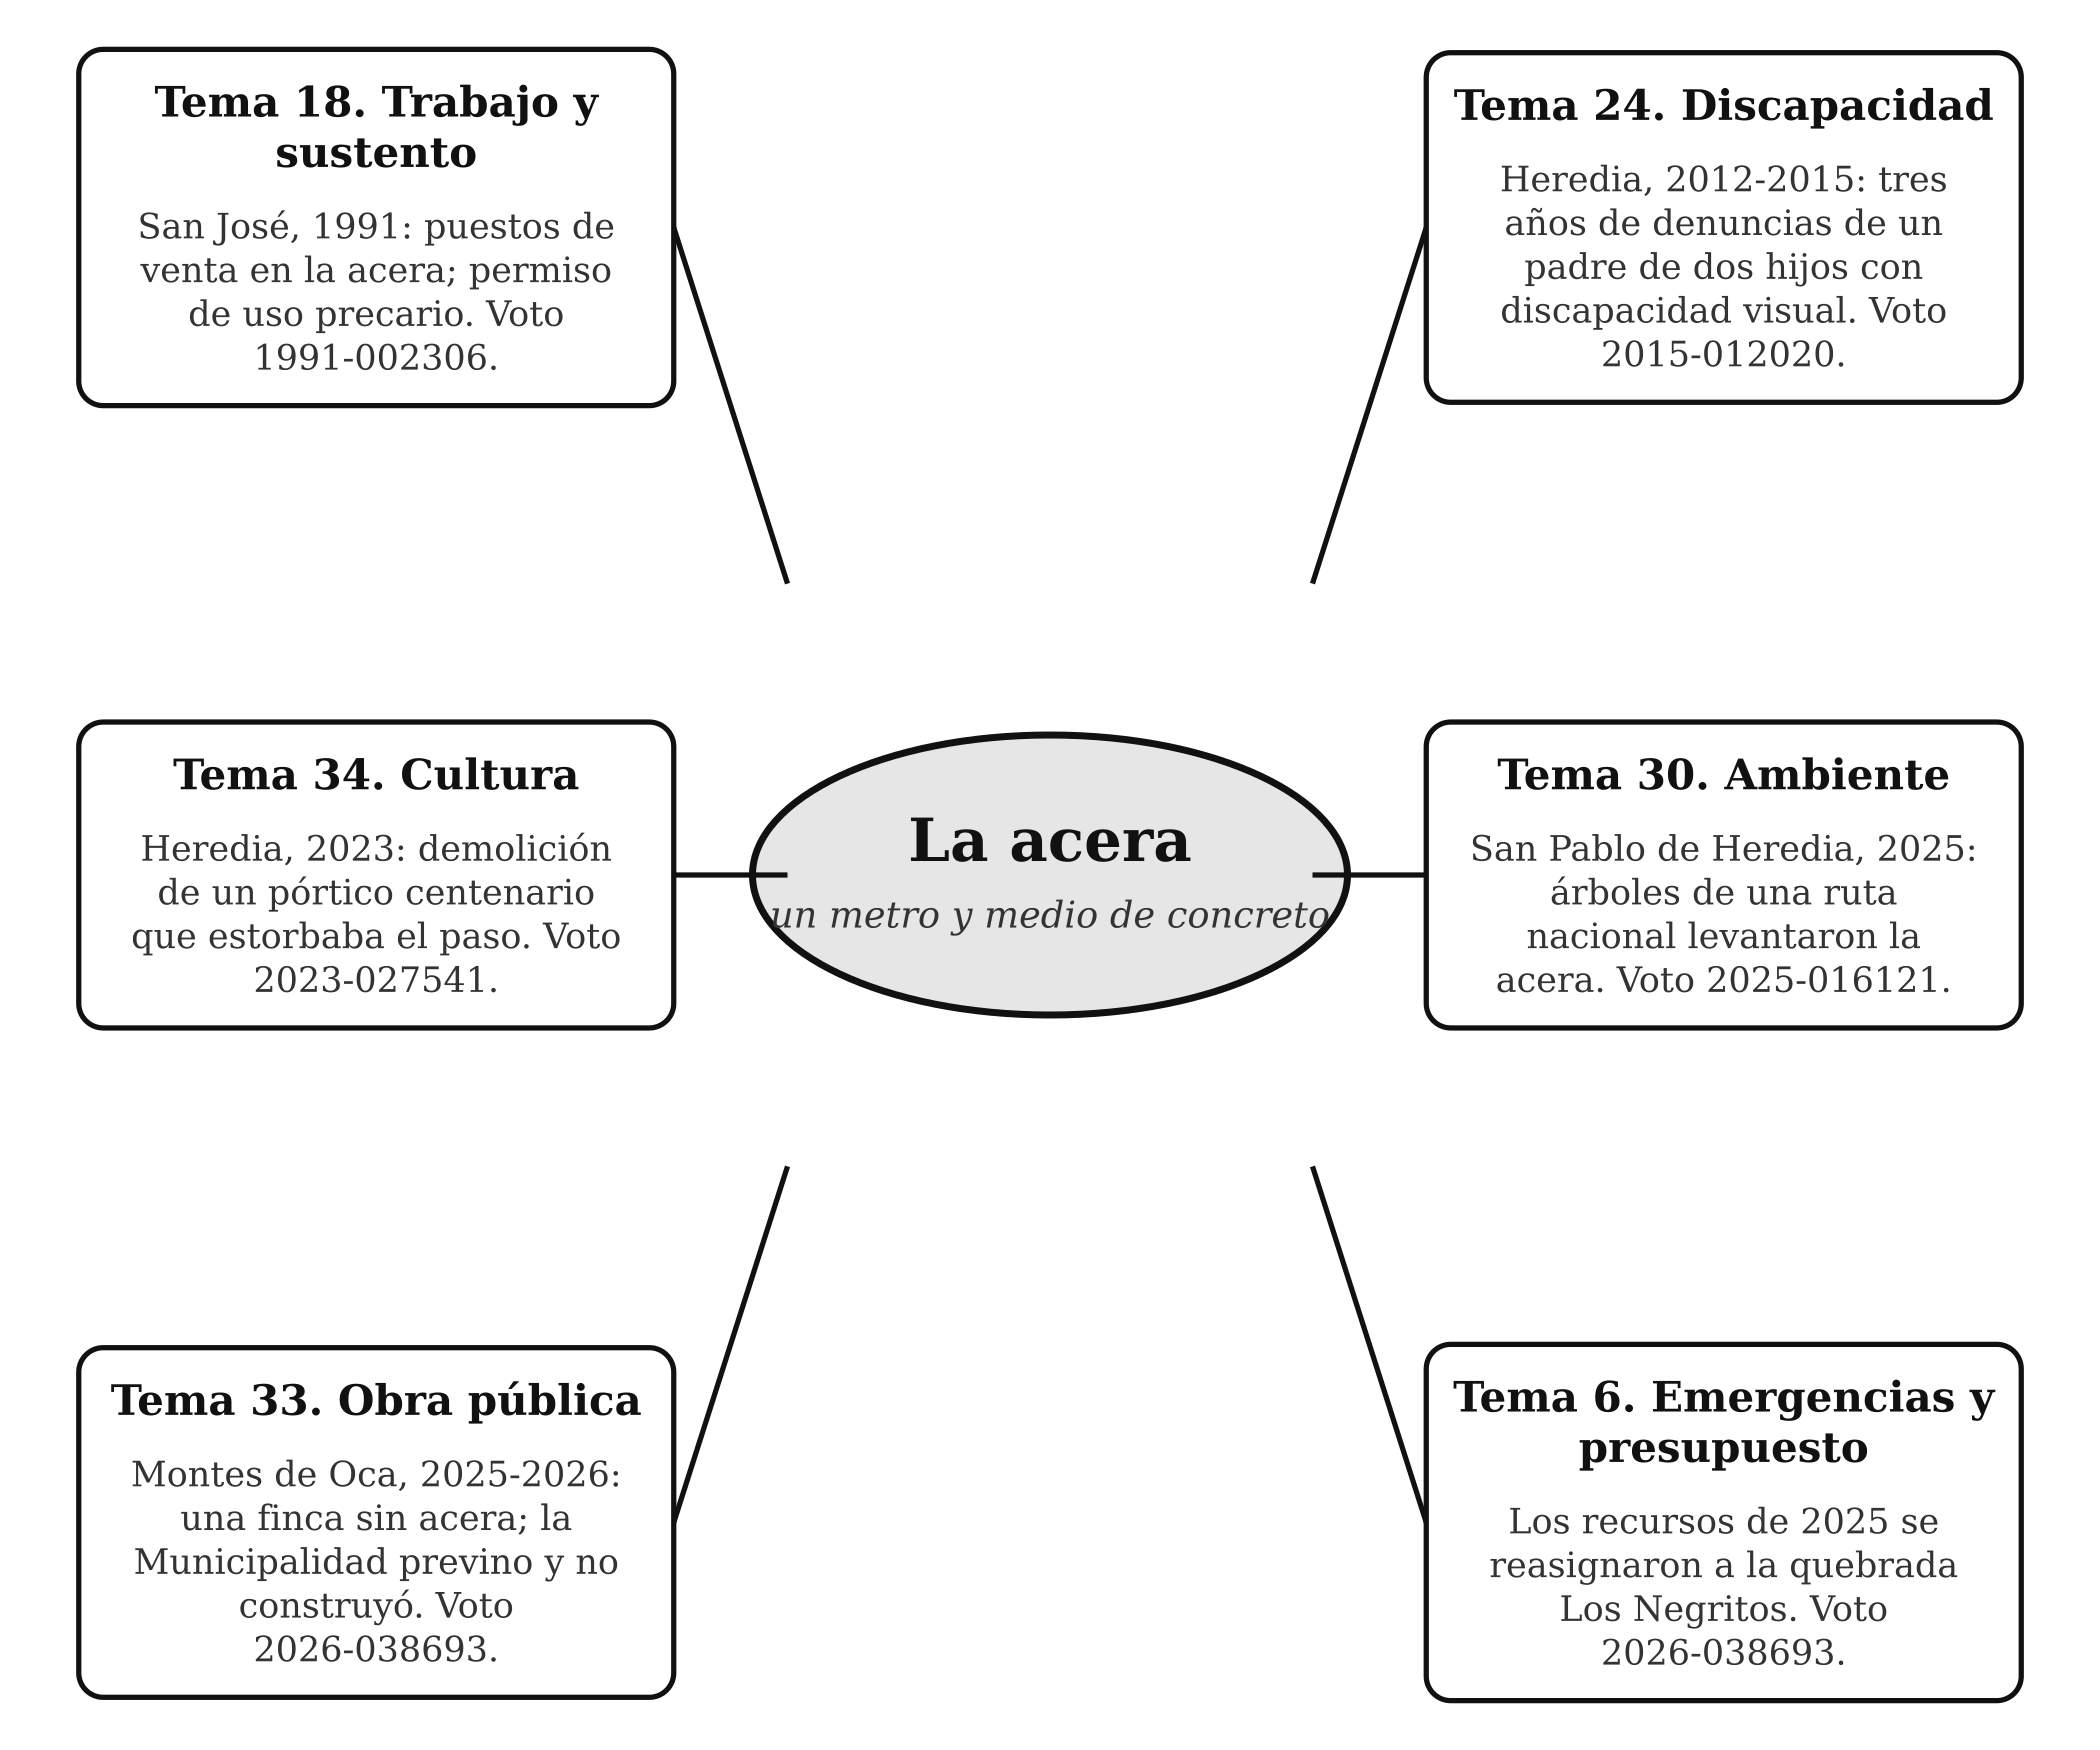 Tema 18. Trabajo y
sustento
San José, 1991: puestos de
venta en la acera; permiso
de uso precario. Voto
1991-002306.
Tema 24. Discapacidad
Heredia, 2012-2015: tres
años de denuncias de un
padre de dos hijos con
discapacidad visual. Voto
2015-012020.
Tema 34. Cultura
Heredia, 2023: demolición
de un pórtico centenario
que estorbaba el paso. Voto
2023-027541.
La acera
un metro y medio de concreto
Tema 30. Ambiente
San Pablo de Heredia, 2025:
árboles de una ruta
nacional levantaron la
acera. Voto 2025-016121.
Tema 33. Obra pública
Montes de Oca, 2025-2026:
una finca sin acera; la
Municipalidad previno y no
construyó. Voto
2026-038693.
Tema 6. Emergencias y
presupuesto
Los recursos de 2025 se
reasignaron a la quebrada
Los Negritos. Voto
2026-038693.